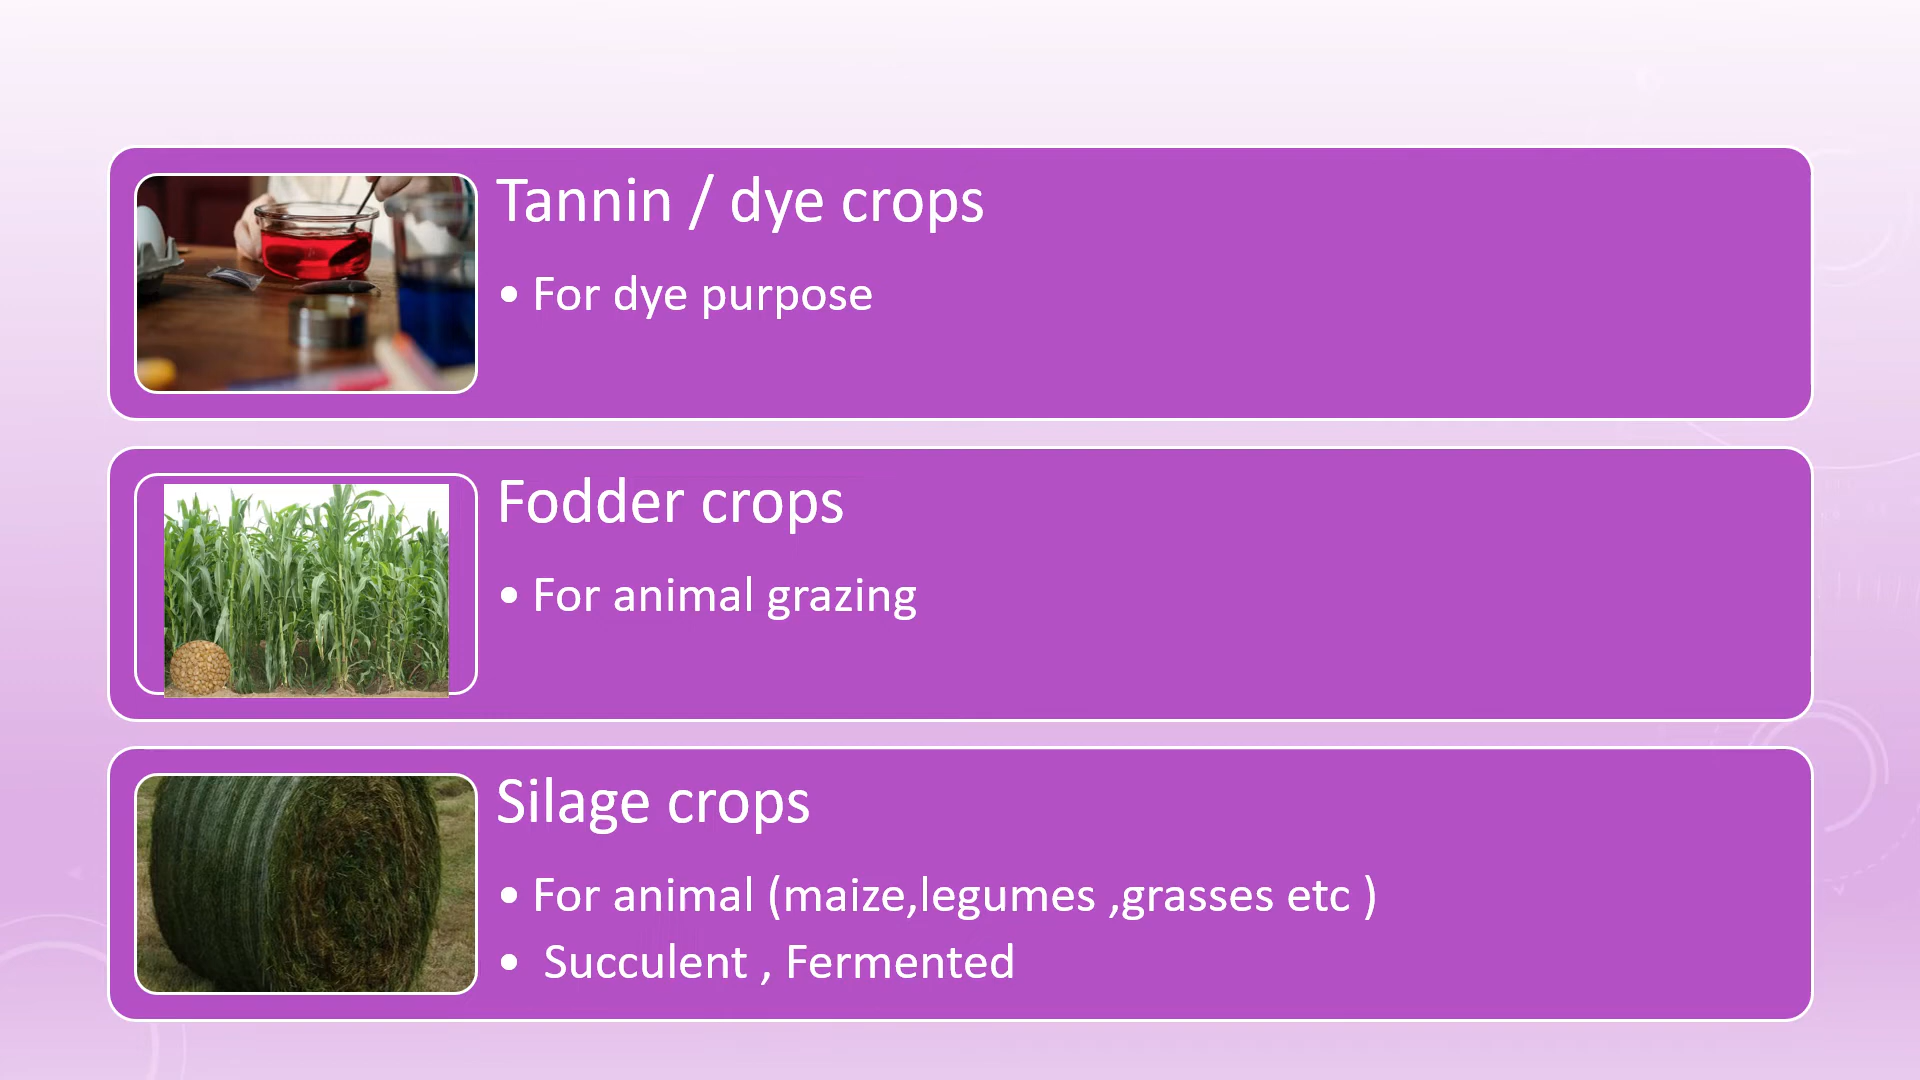 Tannin / dye crops
• For dye purpose
Fodder crops
• For animal grazing
Silage crops
• For animal (maize,legumes ,grasses etc )
• Succulent , Fermented